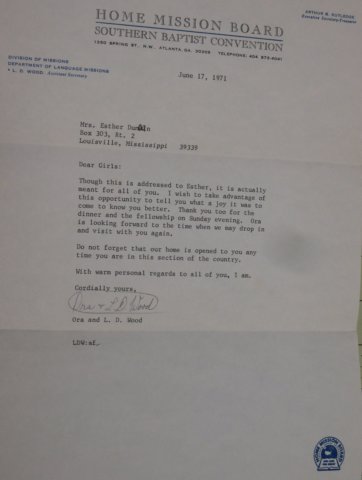 HOME MISSION BOARD
SOUTHERN BAPTIST CONVENTION
1350 SPRING ST., N.W., ATLANTA, GA. 30309 TELEPHONE: 404 873-4041
ARTHUR B. RUTLEDGE
Executive Secretary-Treasurer
DIVISION OF MISSIONS
DEPARTMENT OF LANGUAGE MISSIONS
L. D. WOOD, Assistant Secretary
June 17, 1971
Mrs. Esther
Box 303, Rt. 2
Louisville, Mississippi 39339
Dear Girls:
Though this is addressed to Esther, it is actually
meant for all of you. I wish to take advantage of
this opportunity to tell you what a joy it was to
come to know you better. Thank you too for the
dinner and the fellowship on Sunday evening. Ora
is looking forward to the time when we may drop in
and visit with you again.
Do not forget that our home is opened to you any
time you are in this section of the country.
With warm personal regards to all of you, I am.
Cordially yours,
Ora & L D Wood
Ora and L. D. Wood
LDW:af
HOME MISSION BOARD